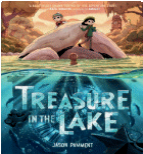 TREASURE
IN THE LAKE
JASON PAMMENT